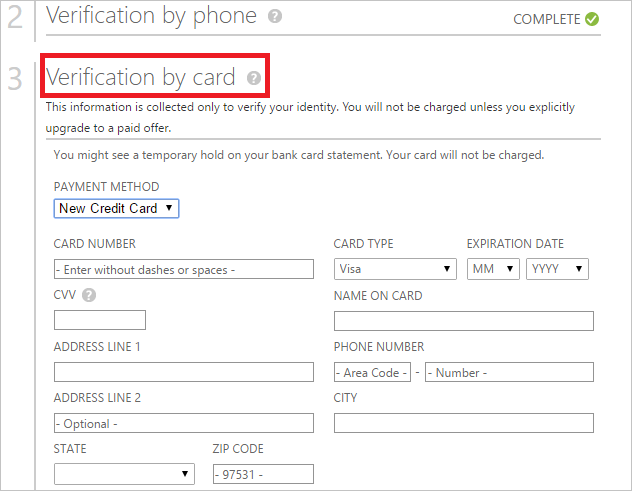 2 Verification by phone ? COMPLETE
3 Verification by card ?
This information is collected only to verify your identity. You will not be charged unless you explicitly
upgrade to a paid offer.
You might see a temporary hold on your bank card statement. Your card will not be charged.
PAYMENT METHOD
New Credit Card
CARD NUMBER CARD TYPE EXPIRATION DATE
- Enter without dashes or spaces - Visa MM YYYY
CVV ? NAME ON CARD
ADDRESS LINE 1 PHONE NUMBER
- Area Code - - - Number -
ADDRESS LINE 2 CITY
- Optional -
STATE ZIP CODE
- 97531 -